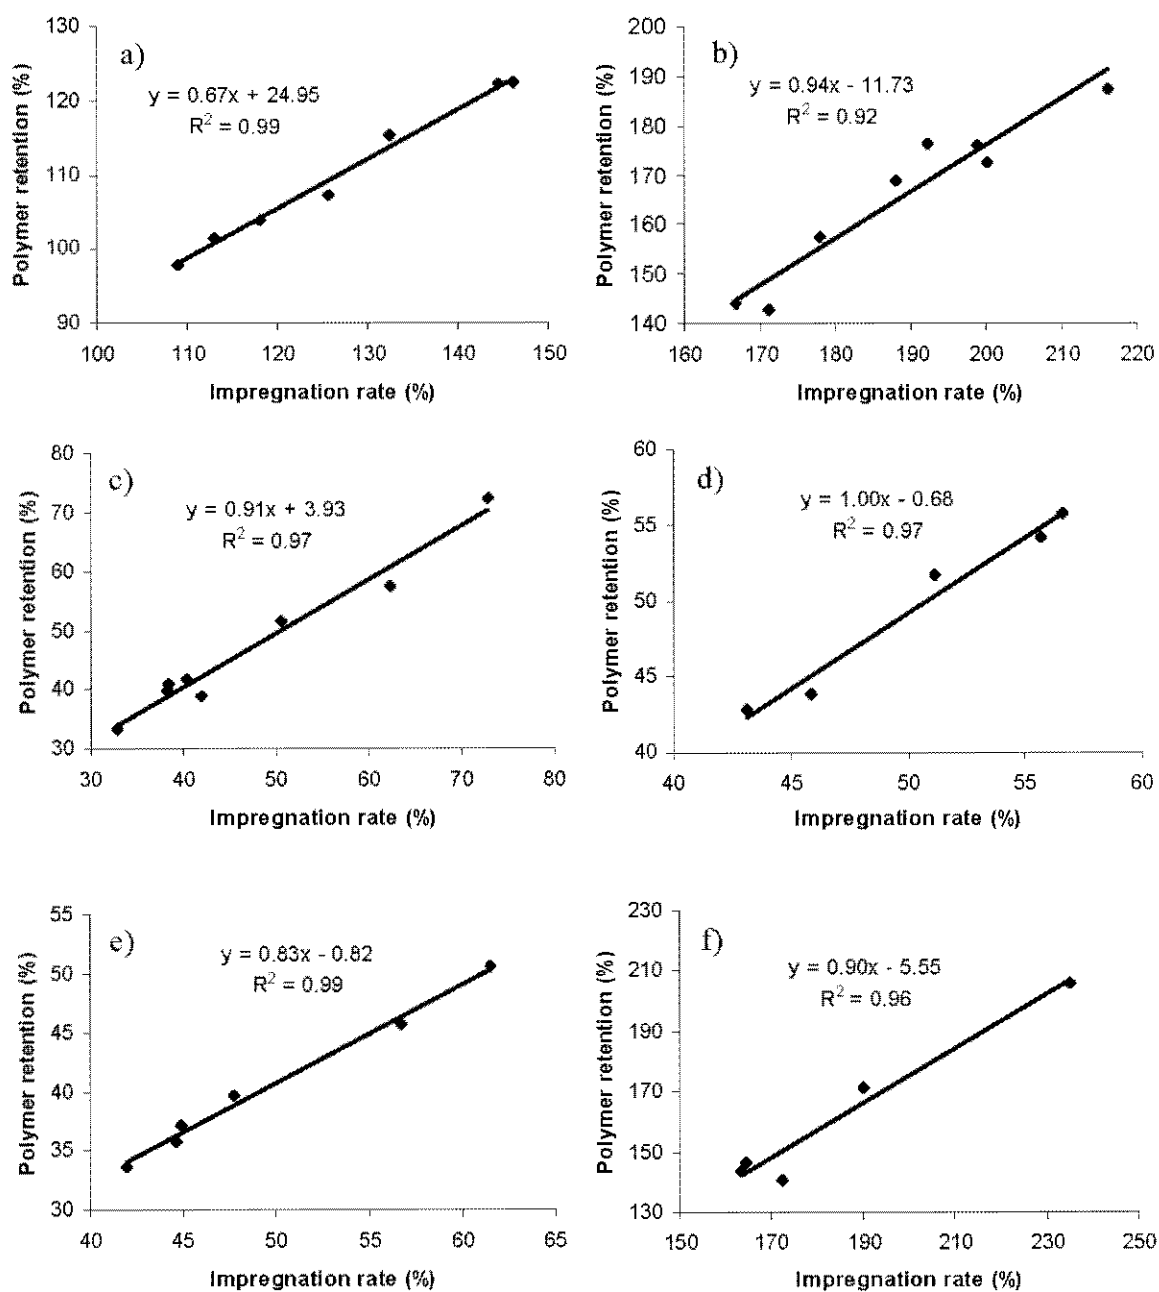 a)
y = 0.67x + 24.95
R² = 0.99
Polymer retention (%)
130
120
110
100
90
100 110 120 130 140 150
Impregnation rate (%)
b)
y = 0.94x - 11.73
R² = 0.92
Polymer retention (%)
200
190
180
170
160
150
140
160 170 180 190 200 210 220
Impregnation rate (%)
c)
y = 0.91x + 3.93
R² = 0.97
Polymer retention (%)
80
70
60
50
40
30
30 40 50 60 70 80
Impregnation rate (%)
d)
y = 1.00x - 0.68
R² = 0.97
Polymer retention (%)
60
55
50
45
40
40 45 50 55 60
Impregnation rate (%)
e)
y = 0.83x - 0.82
R² = 0.99
Polymer retention (%)
55
50
45
40
35
30
40 45 50 55 60 65
Impregnation rate (%)
f)
y = 0.90x - 5.55
R² = 0.96
Polymer retention (%)
230
210
190
170
150
130
150 170 190 210 230 250
Impregnation rate (%)